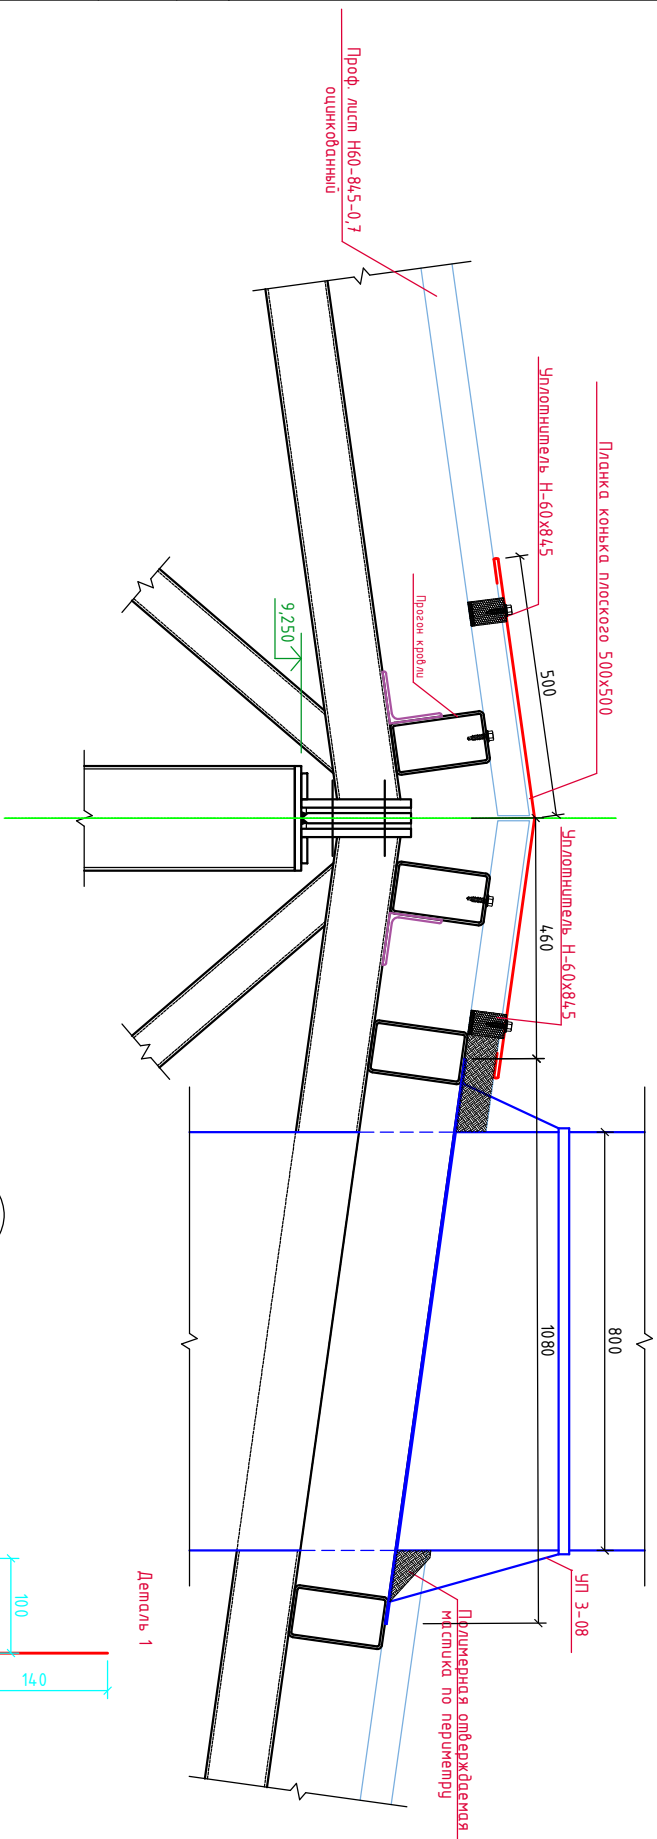 Проф. лист Н60-845-0,7
оцинкованный
Уплотнитель Н-60х845
Планка конька плоского 500х500
500
Прогон кровли
9,250
Уплотнитель Н-60х845
460
1080
800
УП 3-08
Полимерная отверждаемая
мастика по периметру
Деталь 1
100
140